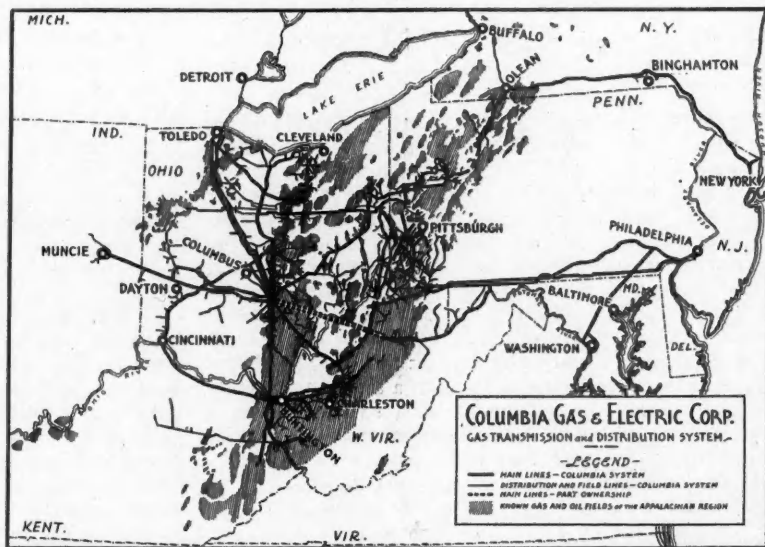 MICH.
BUFFALO
N. Y.
DETROIT
LAKE ERIE
OLEAN
BINGHAMTON
PENN.
IND.
TOLEDO
CLEVELAND
OHIO
NEW YORK
PITTSBURGH
PHILADELPHIA
N. J.
MUNCIE
COLUMBUS
DAYTON
MD.
BALTIMORE
CINCINNATI
WASHINGTON
DEL.
OHIO RIVER
CHARLESTON
HUNTINGTON
W. VIR.
COLUMBIA GAS & ELECTRIC CORP.
GAS TRANSMISSION and DISTRIBUTION SYSTEM.
-LEGEND-
MAIN LINES - COLUMBIA SYSTEM
DISTRIBUTION AND FIELD LINES - COLUMBIA SYSTEM
MAIN LINES - PART OWNERSHIP
KNOWN GAS AND OIL FIELDS of the APPALACHIAN REGION
KENT.
VIR.